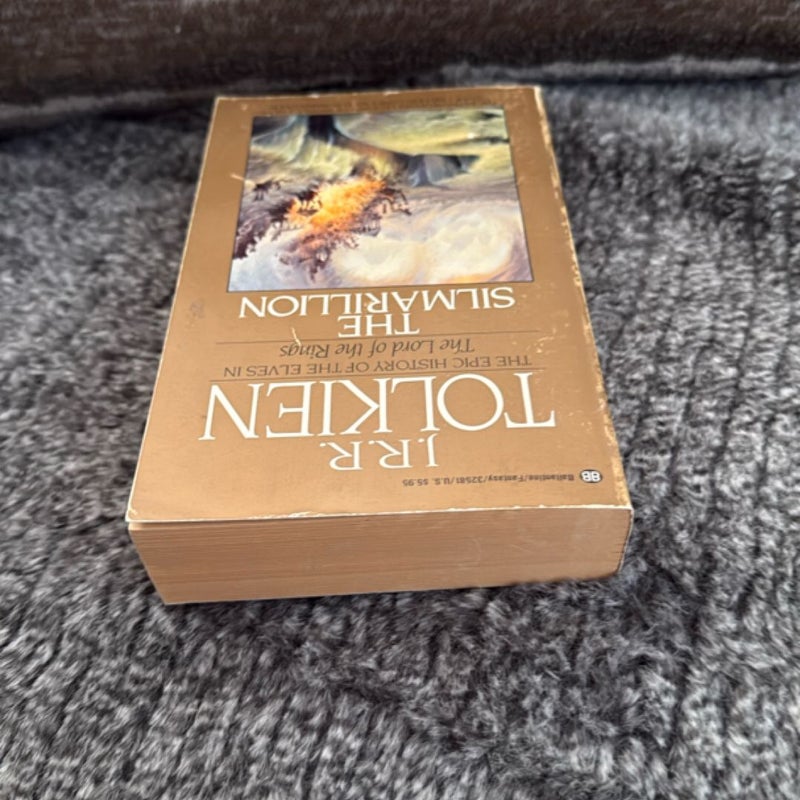 Ballantine/Fantasy/32581/U.S. $5.95
BB
J.R.R.
TOLKIEN
THE EPIC HISTORY OF THE ELVES IN
The Lord of the Rings
THE
SILMARILLION